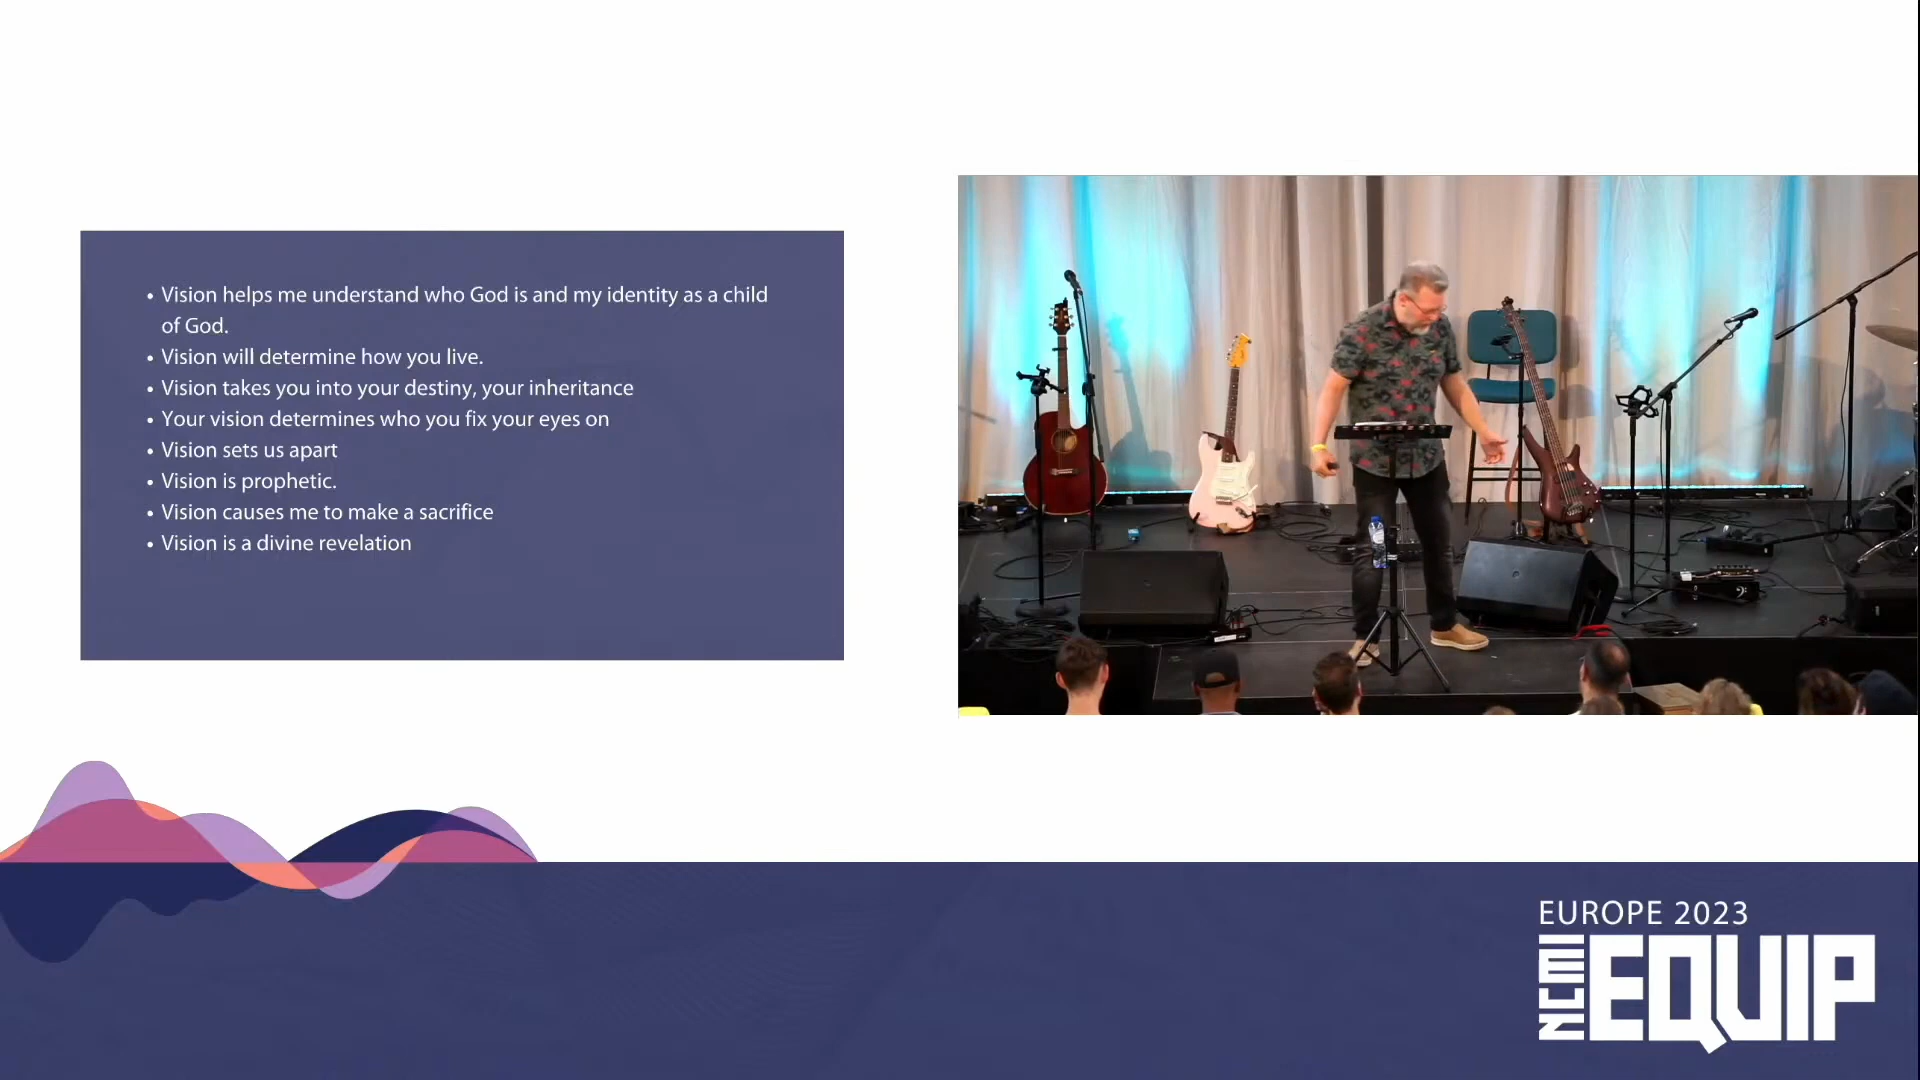 • Vision helps me understand who God is and my identity as a child
of God.
• Vision will determine how you live.
• Vision takes you into your destiny, your inheritance
• Your vision determines who you fix your eyes on
• Vision sets us apart
• Vision is prophetic.
• Vision causes me to make a sacrifice
• Vision is a divine revelation
EUROPE 2023
NCMI
EQUIP